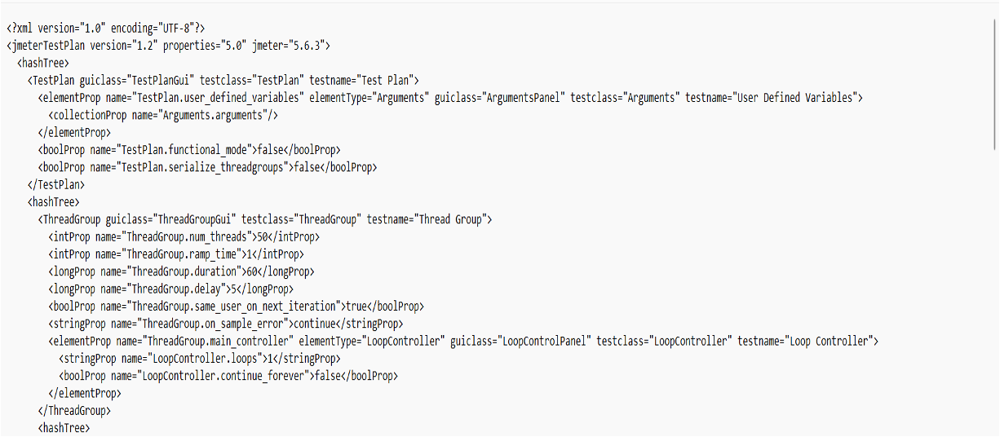 <?xml version="1.0" encoding="UTF-8"?>
<jmeterTestPlan version="1.2" properties="5.0" jmeter="5.6.3">
<hashTree>
<TestPlan guiclass="TestPlanGui" testclass="TestPlan" testname="Test Plan">
<elementProp name="TestPlan.user_defined_variables" elementType="Arguments" guiclass="ArgumentsPanel" testclass="Arguments" testname="User Defined Variables">
<collectionProp name="Arguments.arguments"/>
</elementProp>
<boolProp name="TestPlan.functional_mode">false</boolProp>
<boolProp name="TestPlan.serialize_threadgroups">false</boolProp>
</TestPlan>
<hashTree>
<ThreadGroup guiclass="ThreadGroupGui" testclass="ThreadGroup" testname="Thread Group">
<intProp name="ThreadGroup.num_threads">50</intProp>
<intProp name="ThreadGroup.ramp_time">1</intProp>
<longProp name="ThreadGroup.duration">60</longProp>
<longProp name="ThreadGroup.delay">5</longProp>
<boolProp name="ThreadGroup.same_user_on_next_iteration">true</boolProp>
<stringProp name="ThreadGroup.on_sample_error">continue</stringProp>
<elementProp name="ThreadGroup.main_controller" elementType="LoopController" guiclass="LoopControlPanel" testclass="LoopController" testname="Loop Controller">
<stringProp name="LoopController.loops">1</stringProp>
<boolProp name="LoopController.continue_forever">false</boolProp>
</elementProp>
</ThreadGroup>
<hashTree>